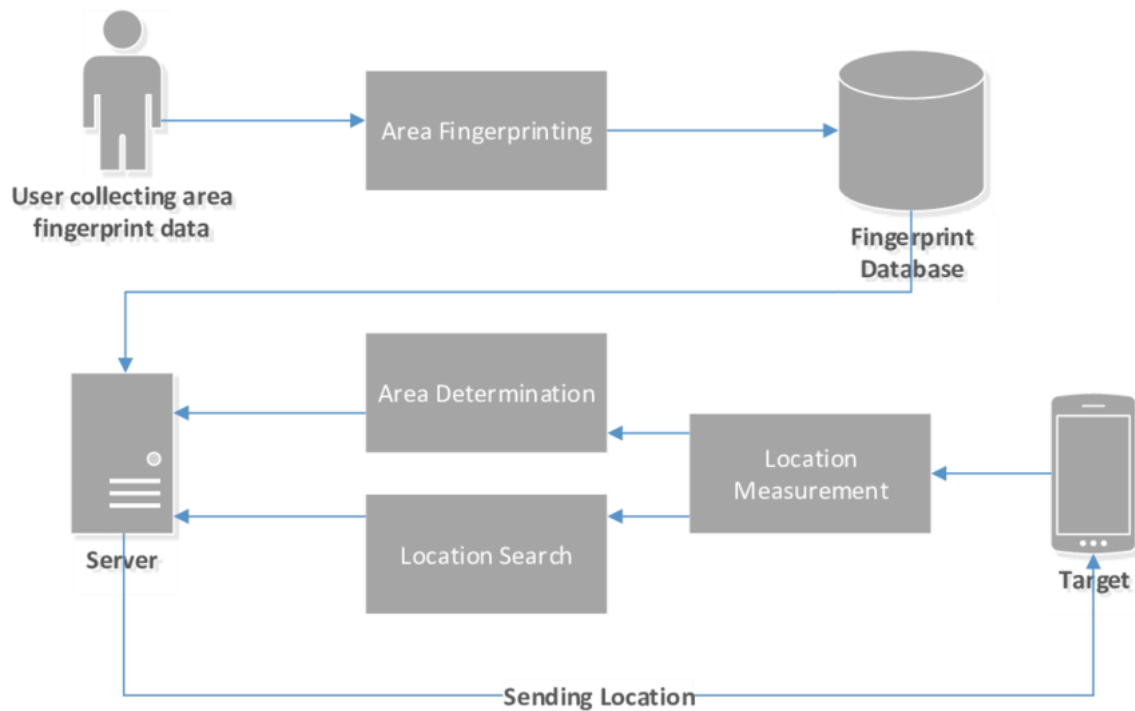 Area Fingerprinting
User collecting area
fingerprint data
Fingerprint
Database
Area Determination
Location
Measurement
Location Search
Server
Target
Sending Location